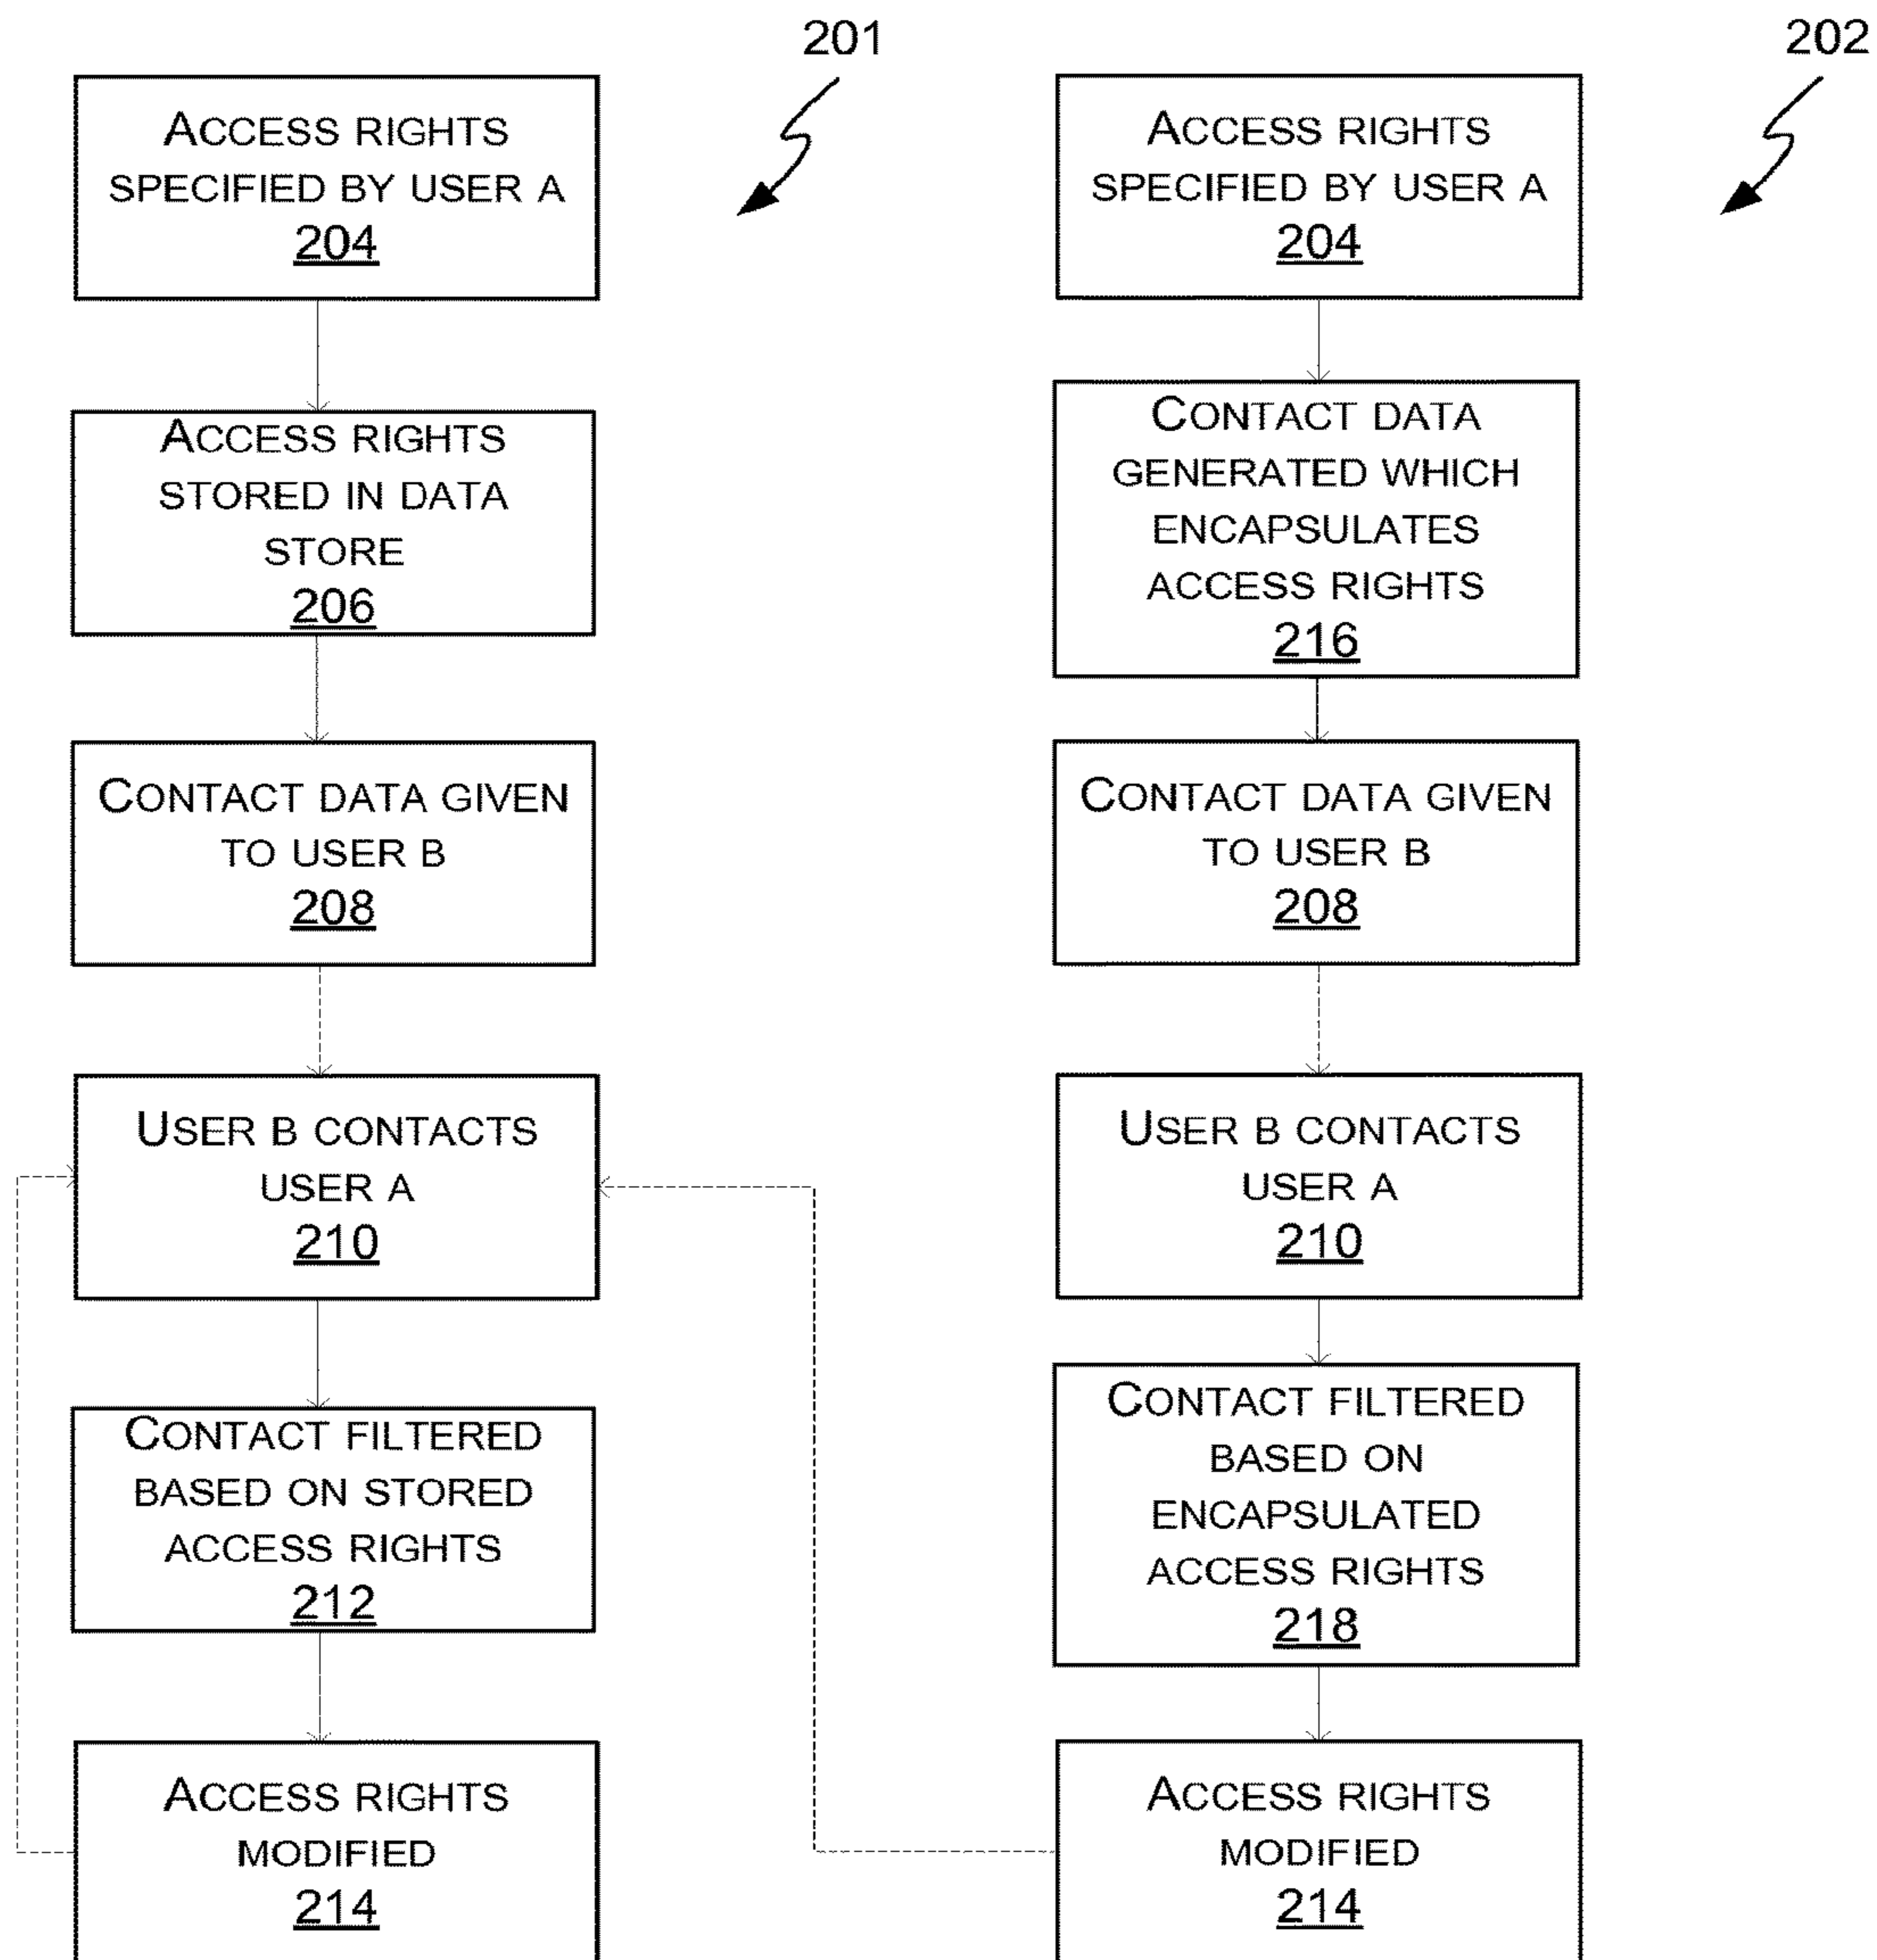 201
ACCESS RIGHTS
SPECIFIED BY USER A
204
ACCESS RIGHTS
STORED IN DATA
STORE
206
CONTACT DATA GIVEN
TO USER B
208
USER B CONTACTS
USER A
210
CONTACT FILTERED
BASED ON STORED
ACCESS RIGHTS
212
ACCESS RIGHTS
MODIFIED
214
202
ACCESS RIGHTS
SPECIFIED BY USER A
204
CONTACT DATA
GENERATED WHICH
ENCAPSULATES
ACCESS RIGHTS
216
CONTACT DATA GIVEN
TO USER B
208
USER B CONTACTS
USER A
210
CONTACT FILTERED
BASED ON
ENCAPSULATED
ACCESS RIGHTS
218
ACCESS RIGHTS
MODIFIED
214